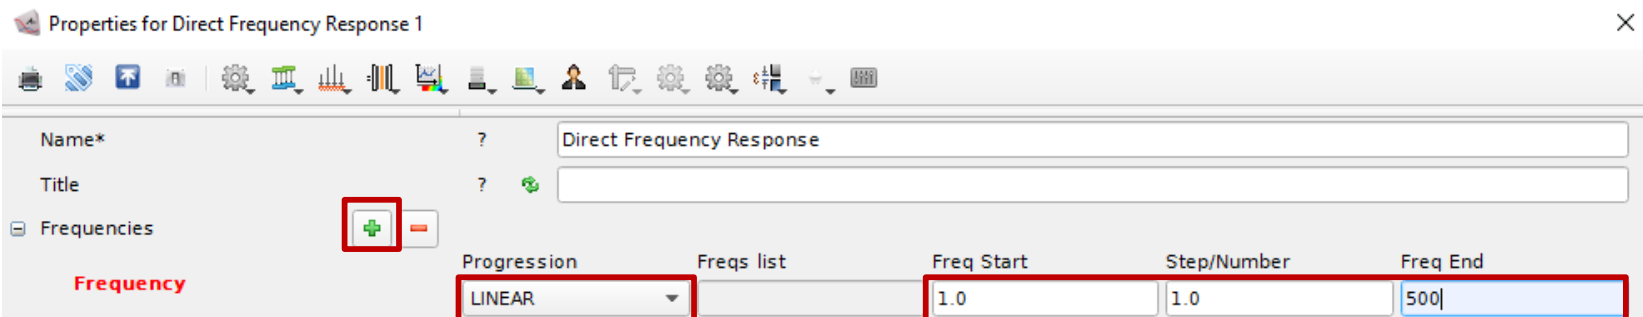 Properties for Direct Frequency Response 1
Name* ? Direct Frequency Response
Title ?
Frequencies
Progression Freqs list Freq Start Step/Number Freq End
Frequency LINEAR 1.0 1.0 500